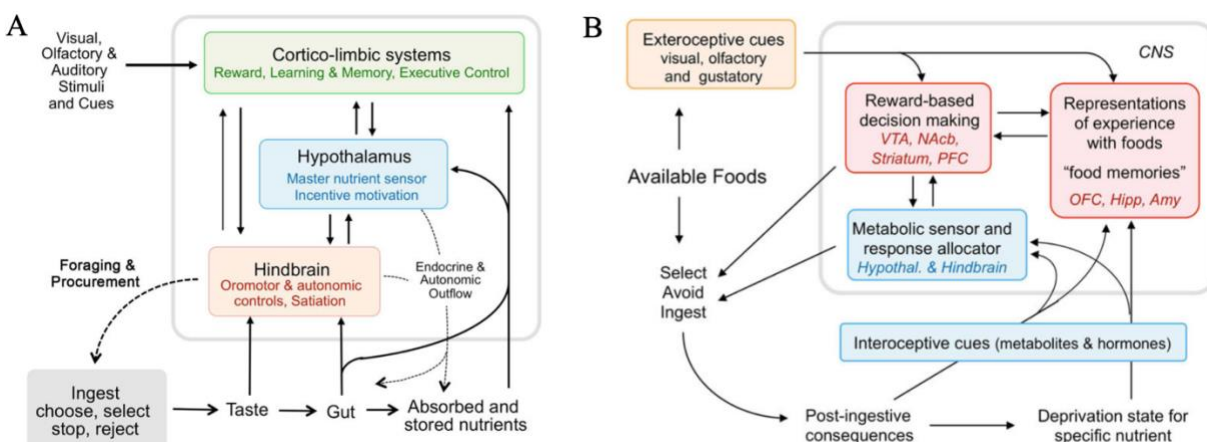 A
Visual,
Olfactory &
Auditory
Stimuli
and Cues
Cortico-limbic systems
Reward, Learning & Memory, Executive Control
Hypothalamus
Master nutrient sensor
Incentive motivation
Foraging &
Procurement
Hindbrain
Oromotor & autonomic
controls, Satiation
Endocrine &
Autonomic
Outflow
Ingest
choose, select
stop, reject
Taste
Gut
Absorbed and
stored nutrients
B
Exteroceptive cues
visual, olfactory
and gustatory
CNS
Reward-based
decision making
VTA, NAcb,
Striatum, PFC
Representations
of experience
with foods
“food memories”
OFC, Hipp, Amy
Available Foods
Metabolic sensor and
response allocator
Hypothal. & Hindbrain
Select
Avoid
Ingest
Interoceptive cues (metabolites & hormones)
Post-ingestive
consequences
Deprivation state for
specific nutrient